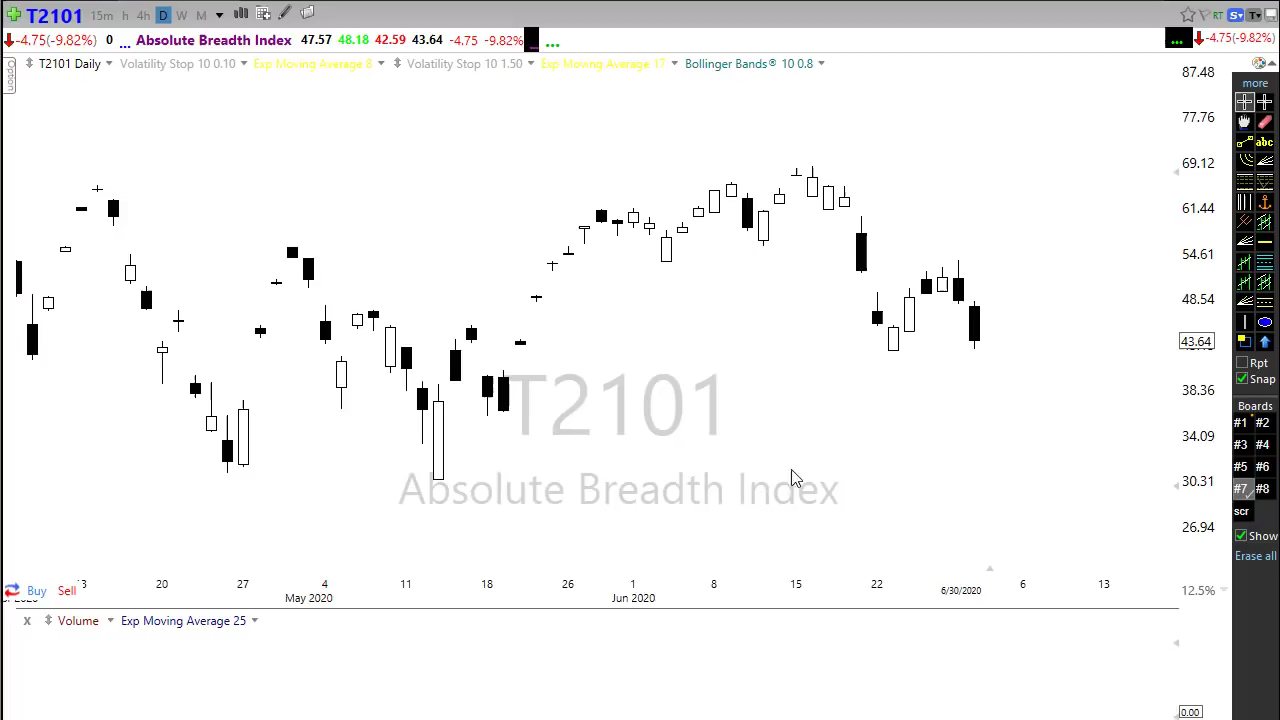 T2101 15m h 4h D W M RT S T
-4.75(-9.82%) 0 ... Absolute Breadth Index 47.57 48.18 42.59 43.64 -4.75 -9.82% ... ... -4.75(-9.82%)
Option T2101 Daily Volatility Stop 10 0.10 Exp Moving Average 8 Volatility Stop 10 1.50 Exp Moving Average 17 Bollinger Bands® 10 0.8
87.48
more
77.76
abc
69.12
61.44
54.61
48.54
43.64
Rpt
Snap
38.36
T2101
Boards
#1 #2
34.09
#3 #4
#5 #6
30.31
Absolute Breadth Index
#7 #8
scr
26.94
Show
Erase all
3 20 27 4 11 18 26 1 8 15 22 6/30/2020 6 13
Buy Sell 12.5%
2020 May 2020 Jun 2020
x Volume Exp Moving Average 25
0.00